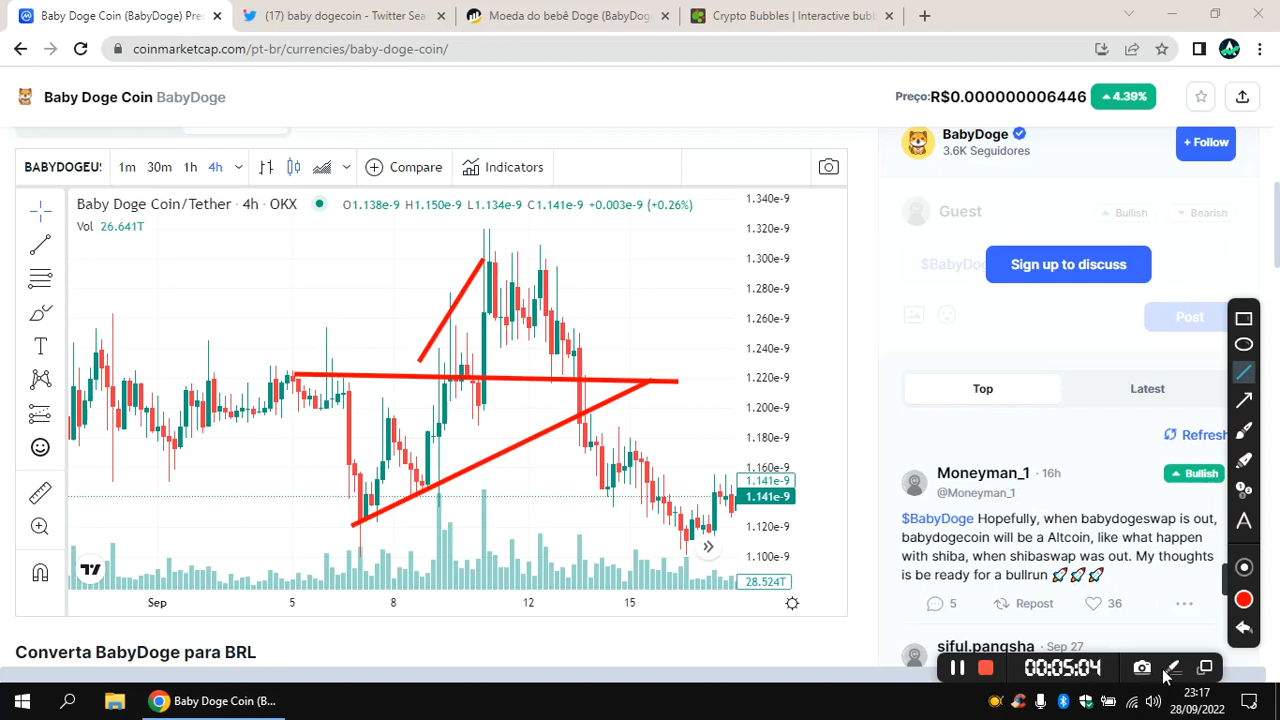 Baby Doge Coin (BabyDoge) Pre
(17) baby dogecoin - Twitter Sea
Moeda do bebê Doge (BabyDog
Crypto Bubbles | Interactive bub
coinmarketcap.com/pt-br/currencies/baby-doge-coin/
Baby Doge Coin BabyDoge
Preço:R$0.000000006446
4.39%
BABYDOGEU
1m 30m 1h 4h
Compare
Indicators
Baby Doge Coin/Tether · 4h · OKX
O1.138e-9 H1.150e-9 L1.134e-9 C1.141e-9 +0.003e-9 (+0.26%)
Vol 26.641T
1.340e-9
1.320e-9
1.300e-9
1.280e-9
1.260e-9
1.240e-9
1.220e-9
1.200e-9
1.180e-9
1.160e-9
1.141e-9
1.141e-9
1.120e-9
1.100e-9
28.524T
Sep 5 8 12 15
Converta BabyDoge para BRL
BabyDoge
3.6K Seguidores
+ Follow
Guest
Bullish
Bearish
$BabyDog
Sign up to discuss
Post
Top
Latest
Refresh
Moneyman_1 · 16h
@Moneyman_1
Bullish
$BabyDoge Hopefully, when babydogeswap is out,
babydogecoin will be a Altcoin, like what happen
with shiba, when shibaswap was out. My thoughts
is be ready for a bullrun 🚀🚀🚀
5 Repost 36
siful.pangsha · Sep 27
00:05:04
Baby Doge Coin (B...
23:17
28/09/2022